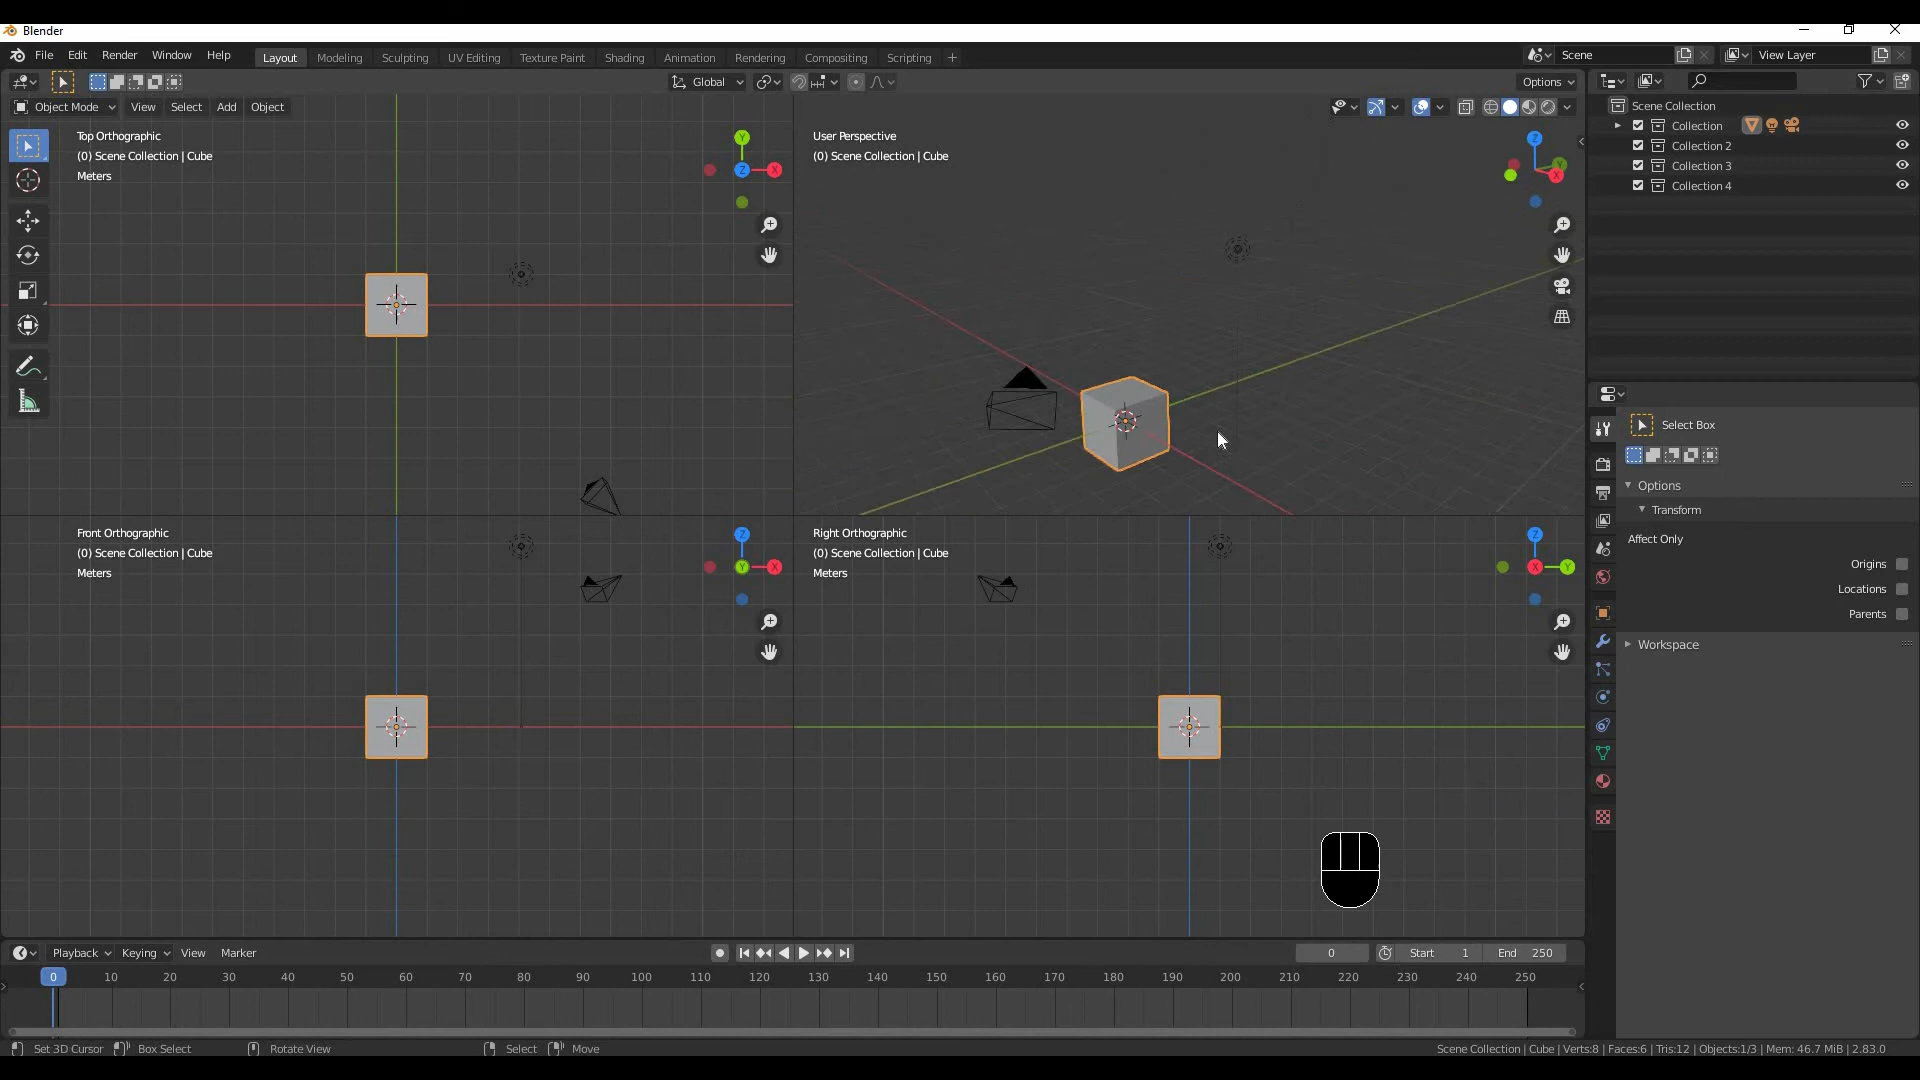 Blender
File Edit Render Window Help Layout Modeling Sculpting UV Editing Texture Paint Shading Animation Rendering Compositing Scripting + Scene View Layer
Global Options
Object Mode View Select Add Object
Top Orthographic
(0) Scene Collection | Cube
Meters
Y
Z X
User Perspective
(0) Scene Collection | Cube
Z
Y
X
Front Orthographic
(0) Scene Collection | Cube
Meters
Z
Y X
Right Orthographic
(0) Scene Collection | Cube
Meters
Z
X Y
Scene Collection
Collection
Collection 2
Collection 3
Collection 4
Select Box
Options
Transform
Affect Only
Origins
Locations
Parents
Workspace
Playback Keying View Marker 0 Start 1 End 250
0 10 20 30 40 50 60 70 80 90 100 110 120 130 140 150 160 170 180 190 200 210 220 230 240 250
Set 3D Cursor Box Select Rotate View Select Move Scene Collection | Cube | Verts:8 | Faces:6 | Tris:12 | Objects:1/3 | Mem: 46.7 MiB | 2.83.0